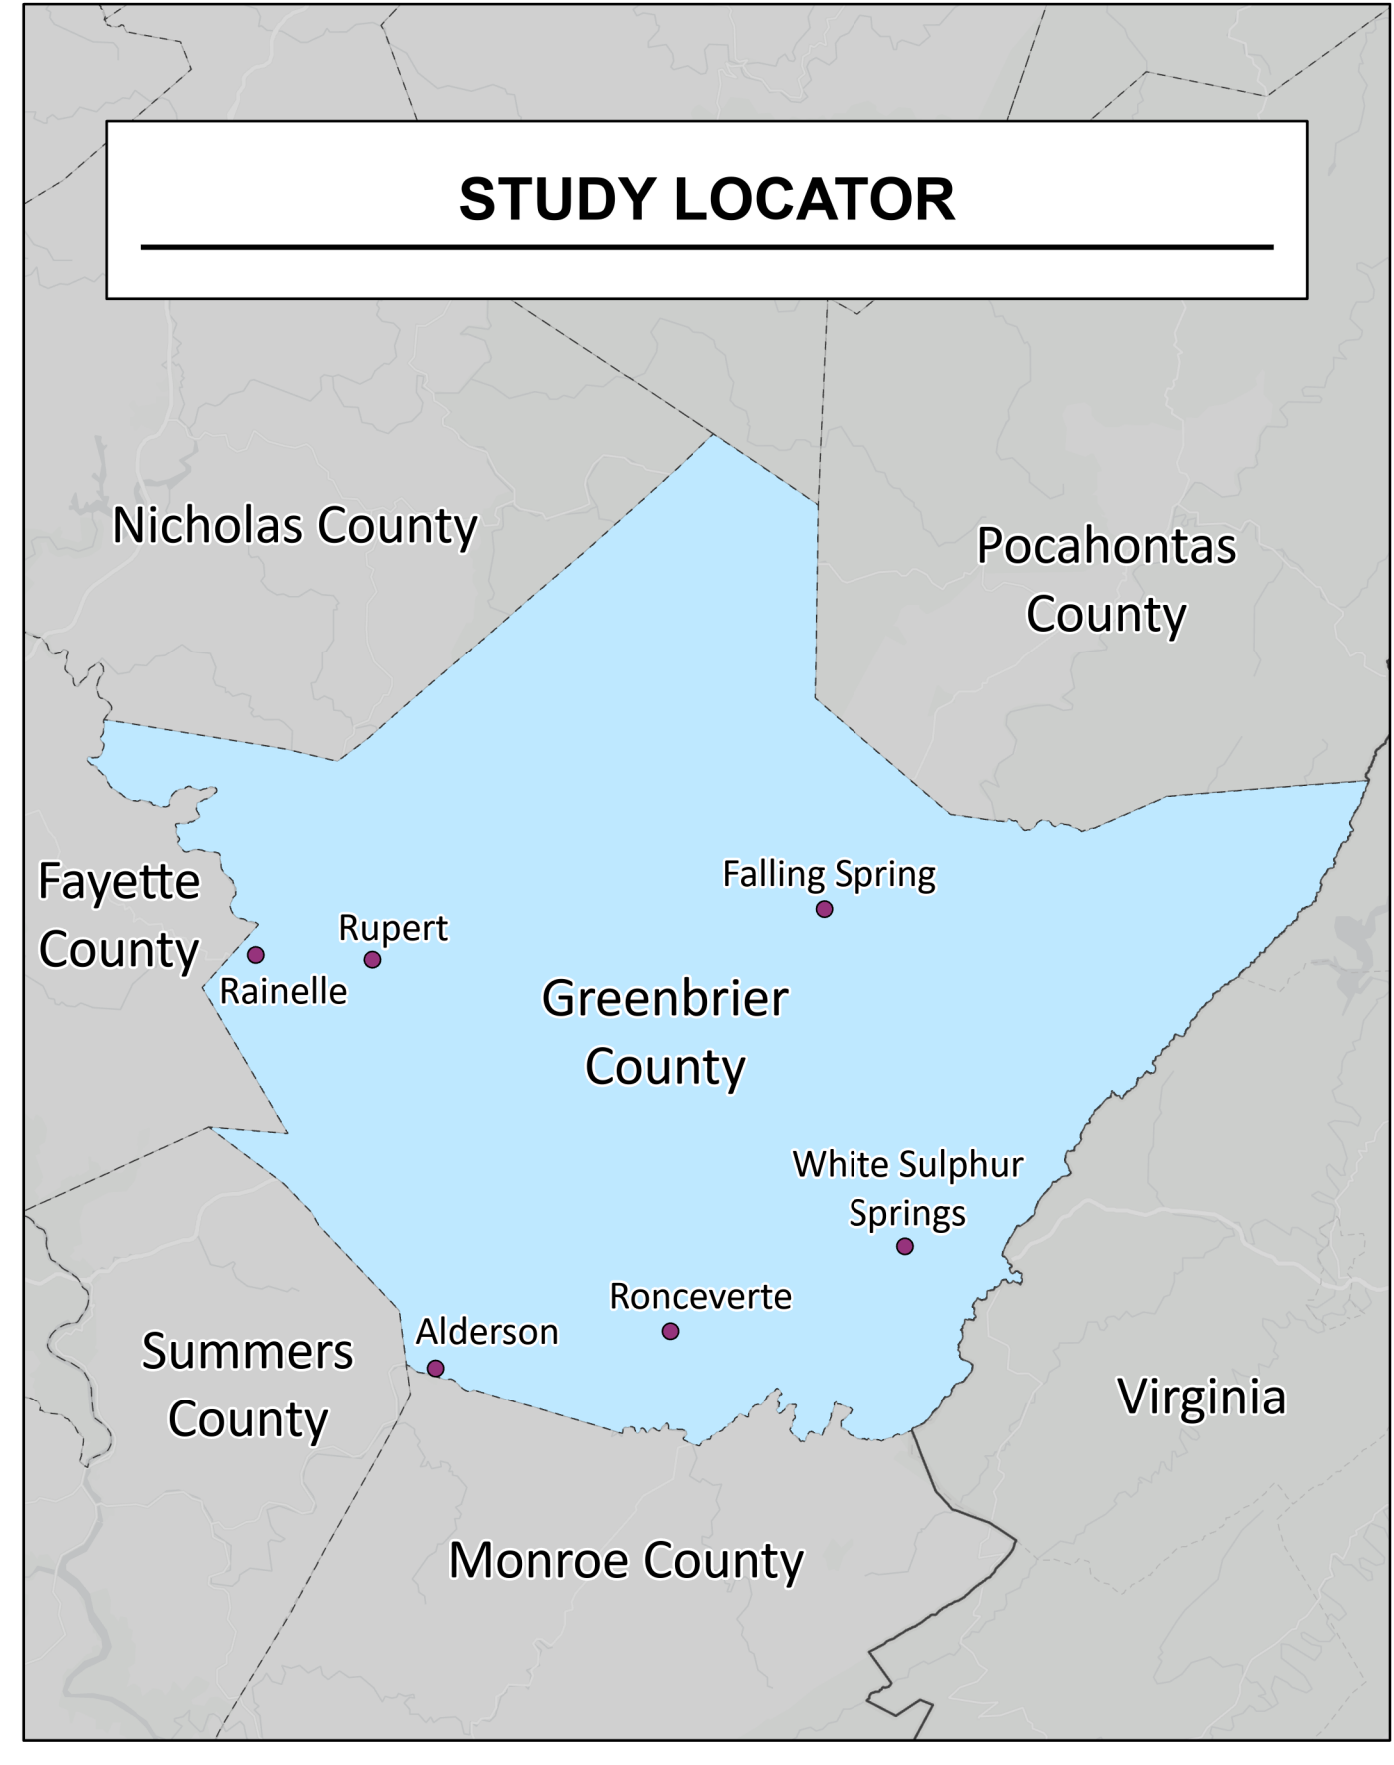 STUDY LOCATOR
Nicholas County
Pocahontas
County
Fayette
County
Falling Spring
Rupert
Rainelle
Greenbrier
County
White Sulphur
Springs
Ronceverte
Alderson
Summers
County
Virginia
Monroe County